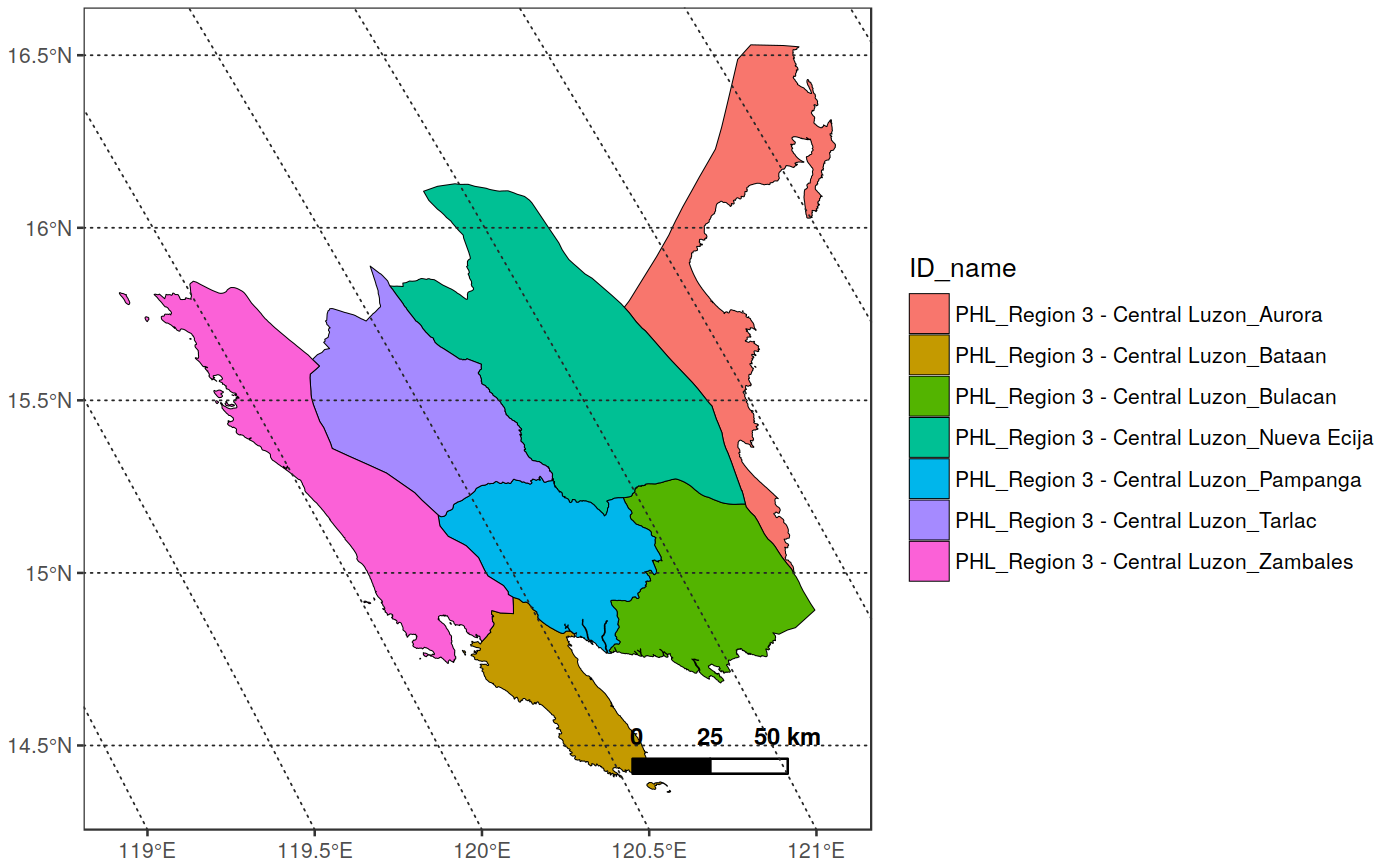 16.5°N
16°N
15.5°N
15°N
14.5°N
0 25 50 km
119°E 119.5°E 120°E 120.5°E 121°E
ID_name
PHL_Region 3 - Central Luzon_Aurora
PHL_Region 3 - Central Luzon_Bataan
PHL_Region 3 - Central Luzon_Bulacan
PHL_Region 3 - Central Luzon_Nueva Ecija
PHL_Region 3 - Central Luzon_Pampanga
PHL_Region 3 - Central Luzon_Tarlac
PHL_Region 3 - Central Luzon_Zambales